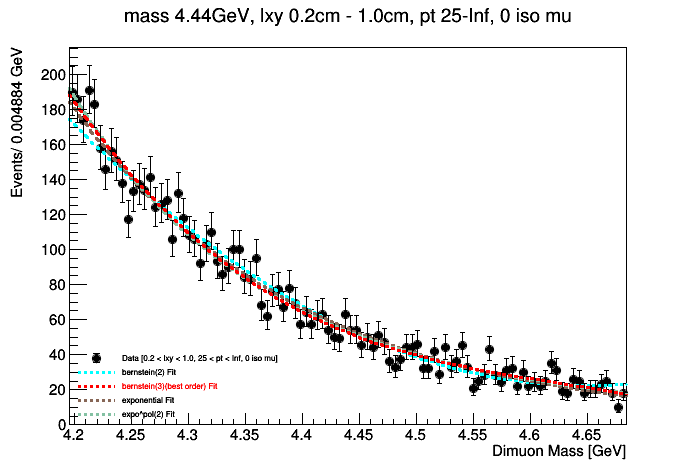 mass 4.44GeV, lxy 0.2cm - 1.0cm, pt 25-Inf, 0 iso mu
Events/ 0.004884 GeV
200
180
160
140
120
100
80
60
40
20
0
Data [0.2 < lxy < 1.0, 25 < pt < Inf, 0 iso mu]
bernstein(2) Fit
bernstein(3)(best order) Fit
exponential Fit
expo*pol(2) Fit
4.2 4.25 4.3 4.35 4.4 4.45 4.5 4.55 4.6 4.65
Dimuon Mass [GeV]